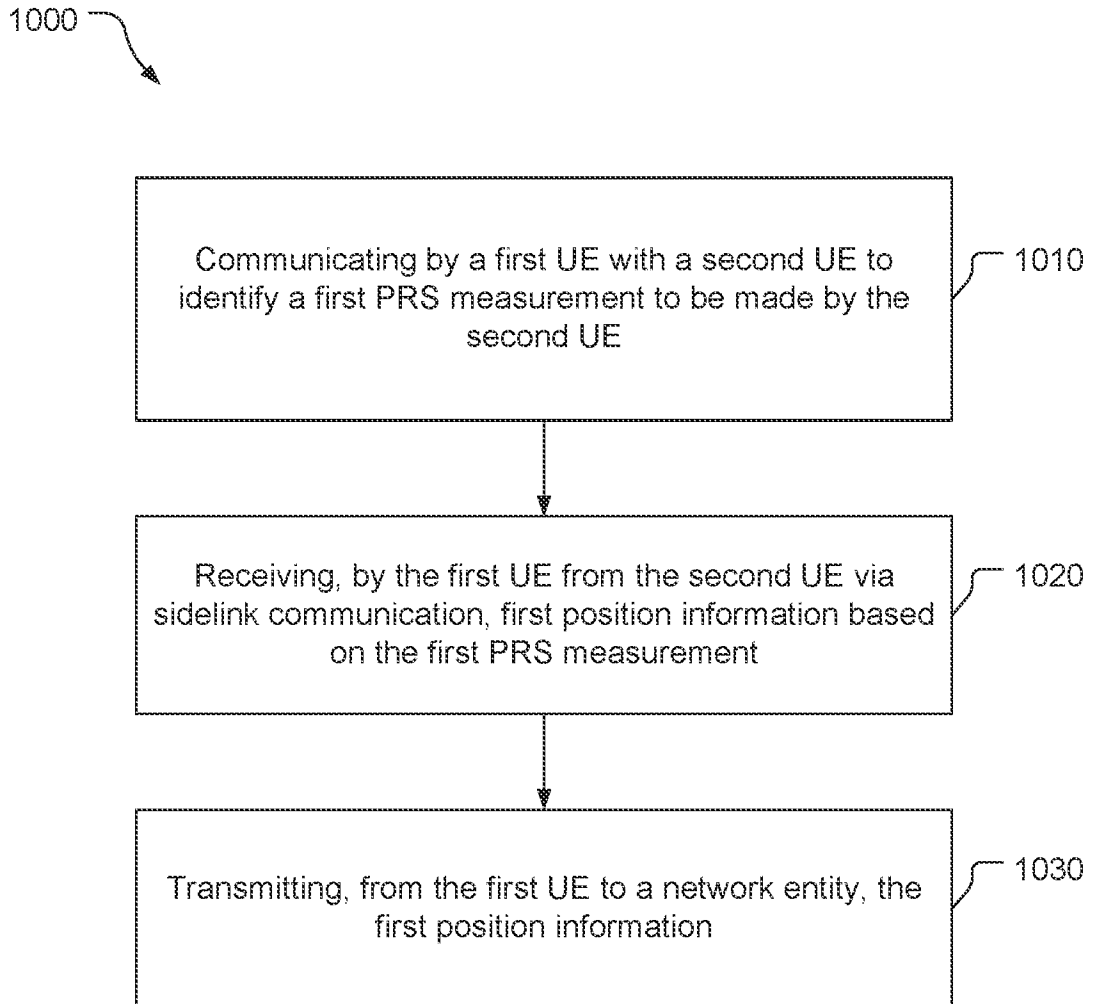 1000
Communicating by a first UE with a second UE to
identify a first PRS measurement to be made by the
second UE
1010
Receiving, by the first UE from the second UE via
sidelink communication, first position information based
on the first PRS measurement
1020
Transmitting, from the first UE to a network entity, the
first position information
1030